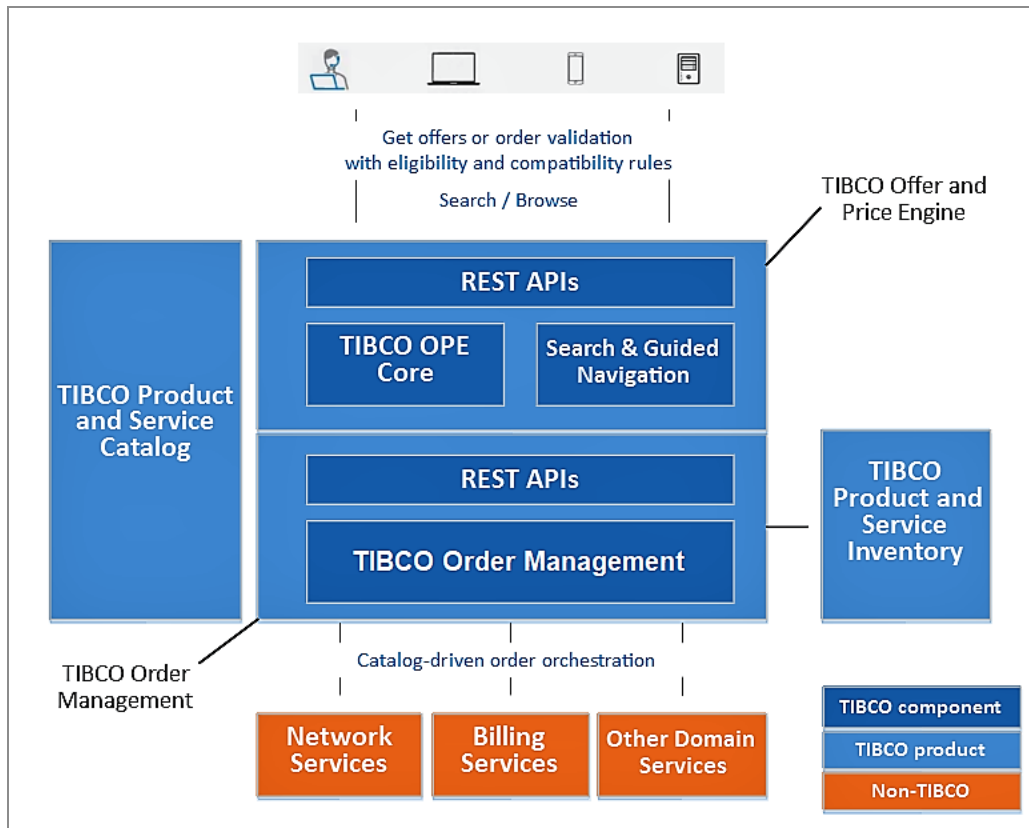 Get offers or order validation
with eligibility and compatibility rules
Search / Browse
TIBCO Offer and
Price Engine
REST APIs
TIBCO OPE
Core
Search & Guided
Navigation
TIBCO Product
and Service
Catalog
REST APIs
TIBCO Order Management
TIBCO
Product and
Service
Inventory
Catalog-driven order orchestration
TIBCO Order
Management
Network
Services
Billing
Services
Other Domain
Services
TIBCO component
TIBCO product
Non-TIBCO